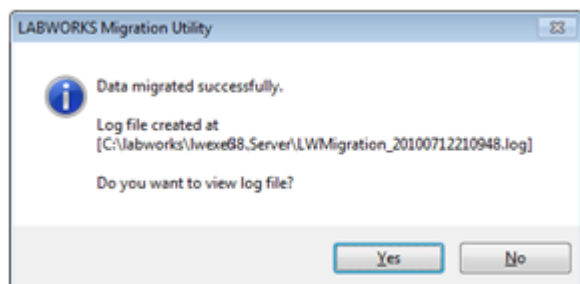 LABWORKS Migration Utility
Data migrated successfully.
Log file created at
[C:\labworks\lwexe68.Server\LWMigration_20100712210948.log]
Do you want to view log file?
Yes
No